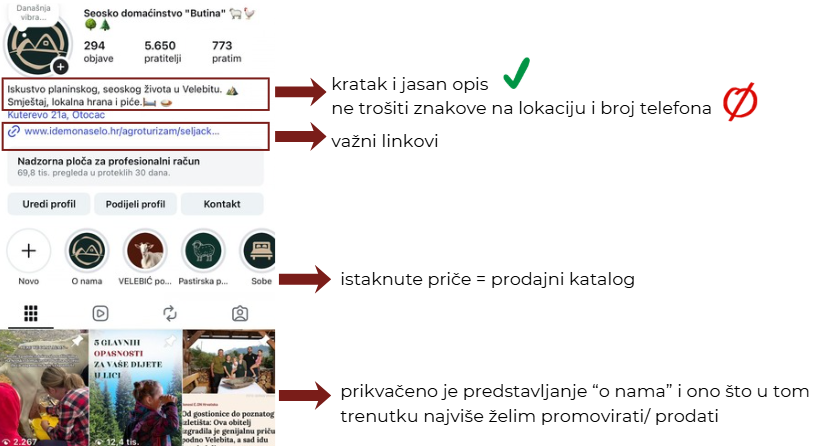 Današnja
vibra...
Seosko domaćinstvo "Butina"
294
5.650
773
objave
pratitelji
pratim
Iskustvo planinskog, seoskog života u Velebitu.
Smještaj, lokalna hrana i piće.
Kuterevo 21a, Otocac
www.idemonaselo.hr/agroturizam/seljack...
Nadzorna ploča za profesionalni račun
69,8 tis. pregleda u proteklih 30 dana.
Uredi profil
Podijeli profil
Kontakt
Novo
O nama
VELEBIĆ po...
Pastirska p...
Sobe
5 GLAVNIH
OPASNOSTI
ZA VAŠE DIJETE
U LICI
2.267
12,4 tis.
Od gostionice do poznatog
izletišta: Ova obitelj
izgradila je genijalnu priču
podno Velebita, a sad idu
kratak i jasan opis
ne trošiti znakove na lokaciju i broj telefona
važni linkovi
istaknute priče = prodajni katalog
prikvačeno je predstavljanje “o nama” i ono što u tom
trenutku najviše želim promovirati/ prodati